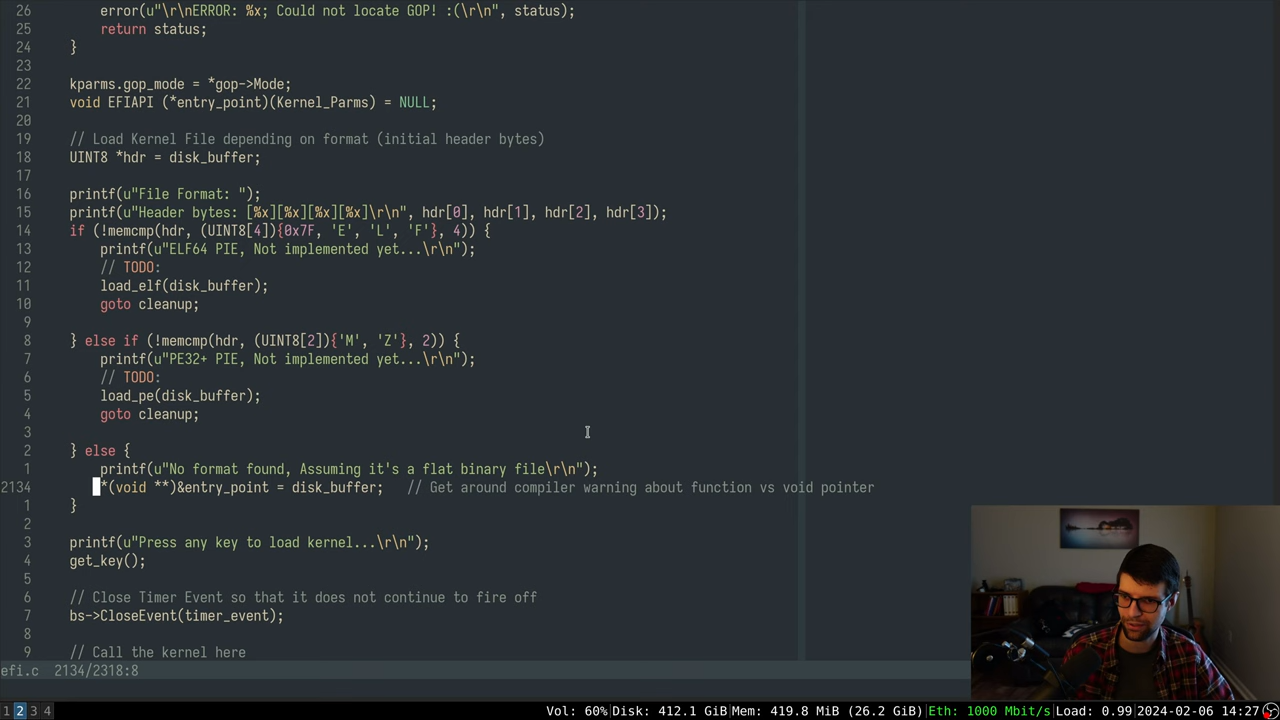 26 error(u"\r\nERROR: %x; Could not locate GOP! :(\r\n", status);
25 return status;
24 }
23
22 kparms.gop_mode = *gop->Mode;
21 void EFIAPI (*entry_point)(Kernel_Parms) = NULL;
20
19 // Load Kernel File depending on format (initial header bytes)
18 UINT8 *hdr = disk_buffer;
17
16 printf(u"File Format: ");
15 printf(u"Header bytes: [%x][%x][%x][%x]\r\n", hdr[0], hdr[1], hdr[2], hdr[3]);
14 if (!memcmp(hdr, (UINT8[4]){0x7F, 'E', 'L', 'F'}, 4)) {
13 printf(u"ELF64 PIE, Not implemented yet...\r\n");
12 // TODO:
11 load_elf(disk_buffer);
10 goto cleanup;
9
8 } else if (!memcmp(hdr, (UINT8[2]){'M', 'Z'}, 2)) {
7 printf(u"PE32+ PIE, Not implemented yet...\r\n");
6 // TODO:
5 load_pe(disk_buffer);
4 goto cleanup;
3
2 } else {
1 printf(u"No format found, Assuming it's a flat binary file\r\n");
2134 *(void **)&entry_point = disk_buffer; // Get around compiler warning about function vs void pointer
1 }
2
3 printf(u"Press any key to load kernel...\r\n");
4 get_key();
5
6 // Close Timer Event so that it does not continue to fire off
7 bs->CloseEvent(timer_event);
8
9 // Call the kernel here
efi.c 2134/2318:8
1 2 3 4 Vol: 60%|Disk: 412.1 GiB|Mem: 419.8 MiB (26.2 GiB)|Eth: 1000 Mbit/s|Load: 0.99|2024-02-06 14:27